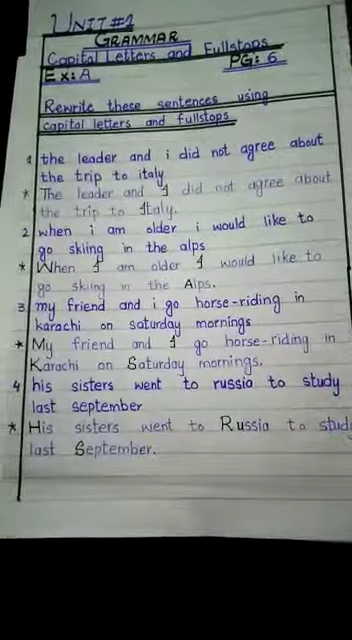 UNIT #2
GRAMMAR
Capital Letters and Fullstops
Ex: A PG: 6
Rewrite these sentences using
capital letters and fullstops
1 the leader and i did not agree about
the trip to italy
* The leader and I did not agree about
the trip to Italy.
2 when i am older i would like to
go skiing in the alps
* When I am older I would like to
go skiing in the Alps.
3 my friend and i go horse-riding in
karachi on saturday mornings
* My friend and I go horse-riding in
Karachi on Saturday mornings.
4 his sisters went to russia to study
last september
* His sisters went to Russia to stud
last September.